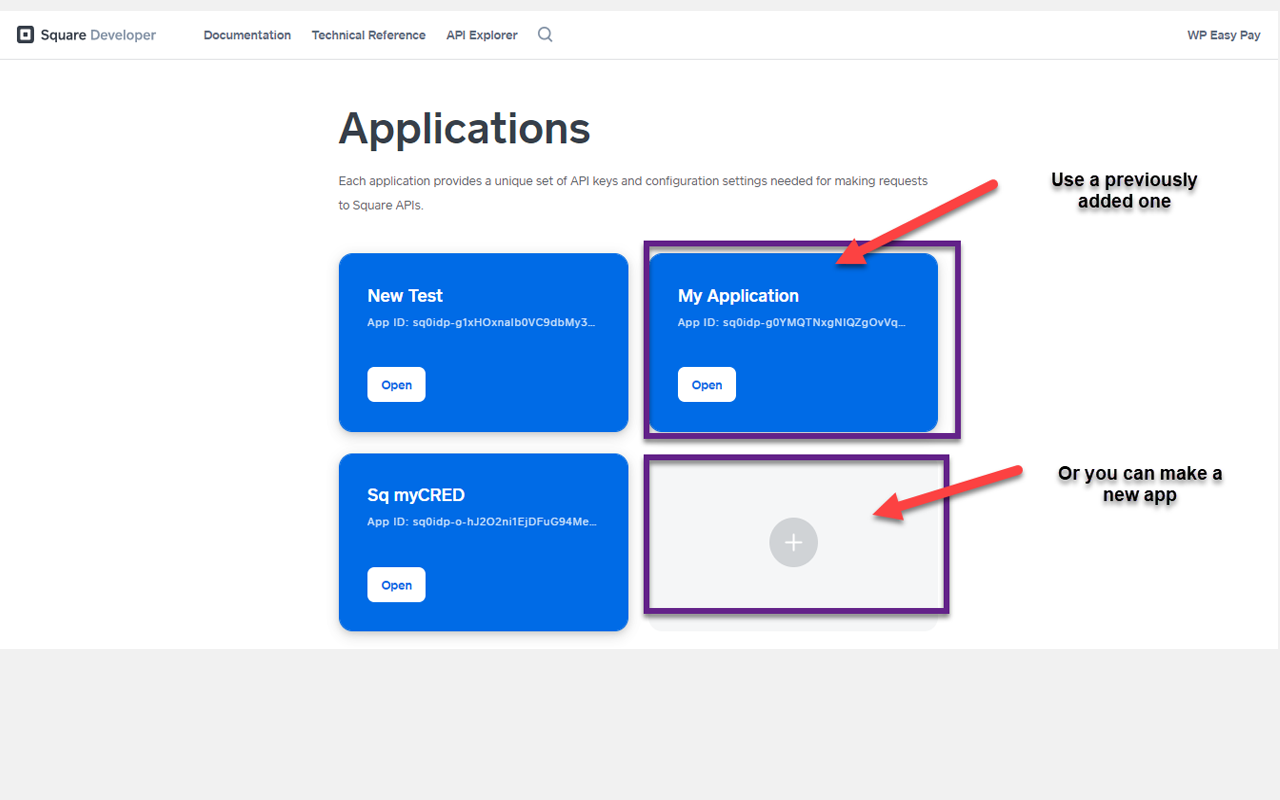 Square Developer
Documentation
Technical Reference
API Explorer
WP Easy Pay
Applications
Each application provides a unique set of API keys and configuration settings needed for making requests
to Square APIs.
Use a previously
added one
New Test
App ID: sq0idp-g1xHOxnaIb0VC9dbMy3...
Open
My Application
App ID: sq0idp-g0YMQTNxgNIQZgOvVq...
Open
Sq myCRED
App ID: sq0idp-o-hJ2O2ni1EjDFuG94Me...
Open
Or you can make a
new app